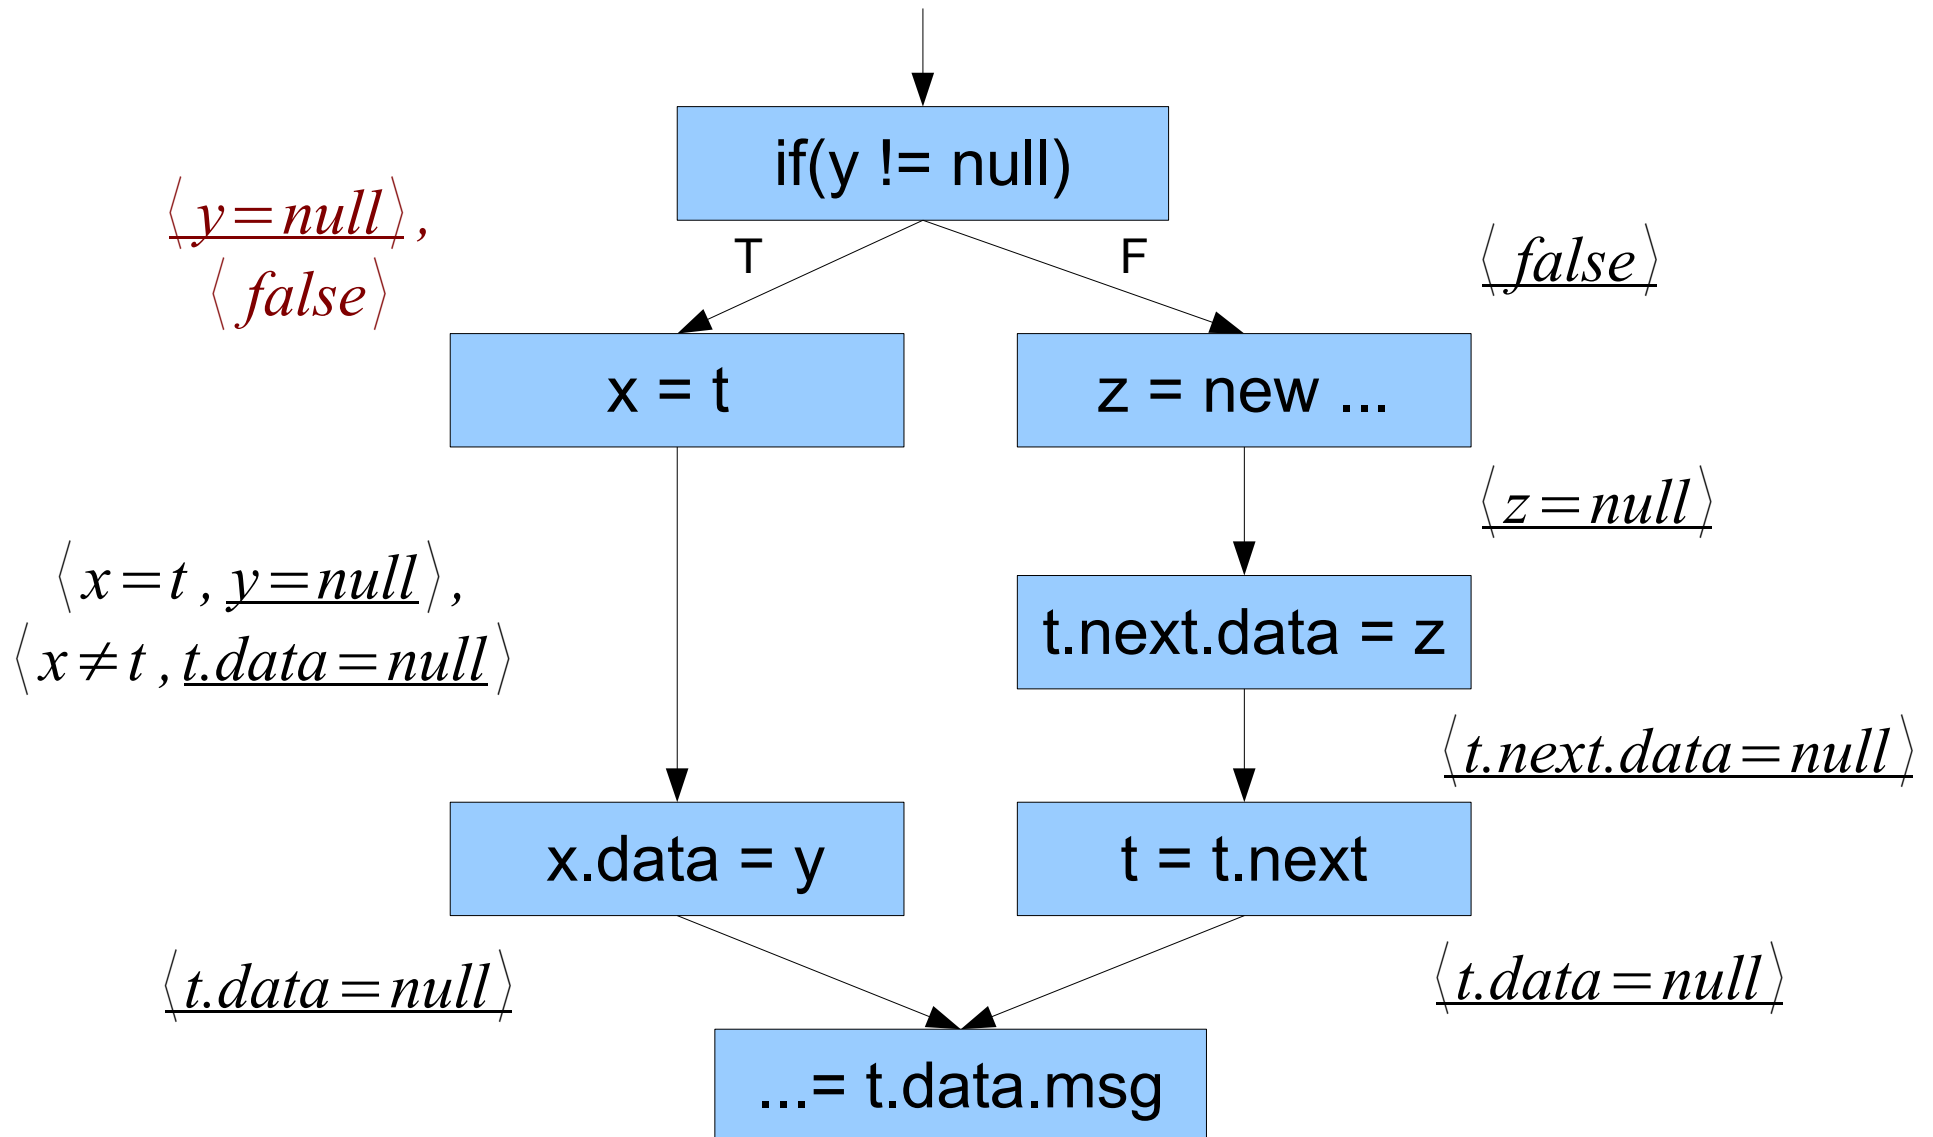 if(y != null)
⟨y=null⟩,
⟨false⟩
T
F
⟨false⟩
x = t
z = new ...
⟨z=null⟩
⟨x=t, y=null⟩,
⟨x≠t, t.data=null⟩
t.next.data = z
⟨t.next.data=null⟩
x.data = y
t = t.next
⟨t.data=null⟩
⟨t.data=null⟩
...= t.data.msg